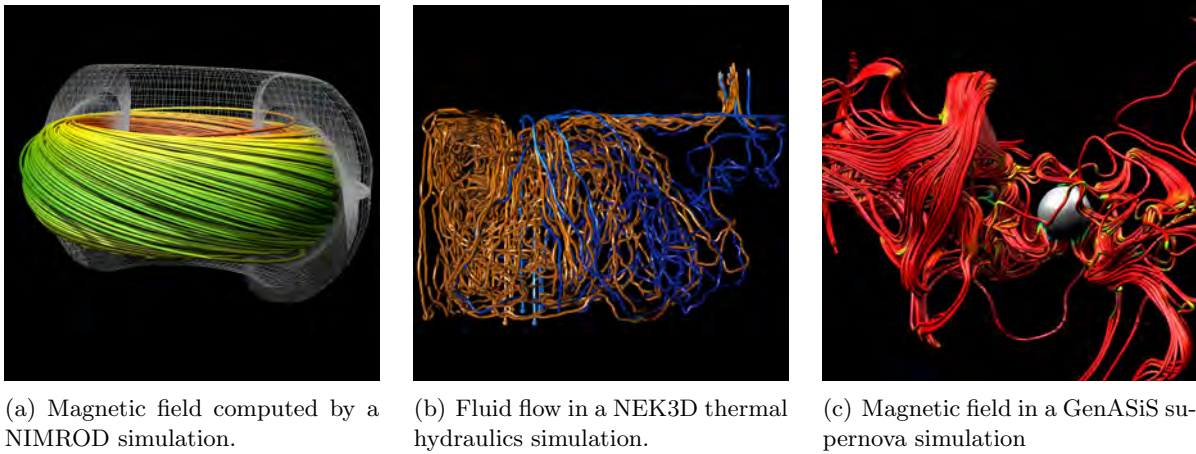 (a) Magnetic field computed by a
NIMROD simulation.
(b) Fluid flow in a NEK3D thermal
hydraulics simulation.
(c) Magnetic field in a GenASiS su-
pernova simulation